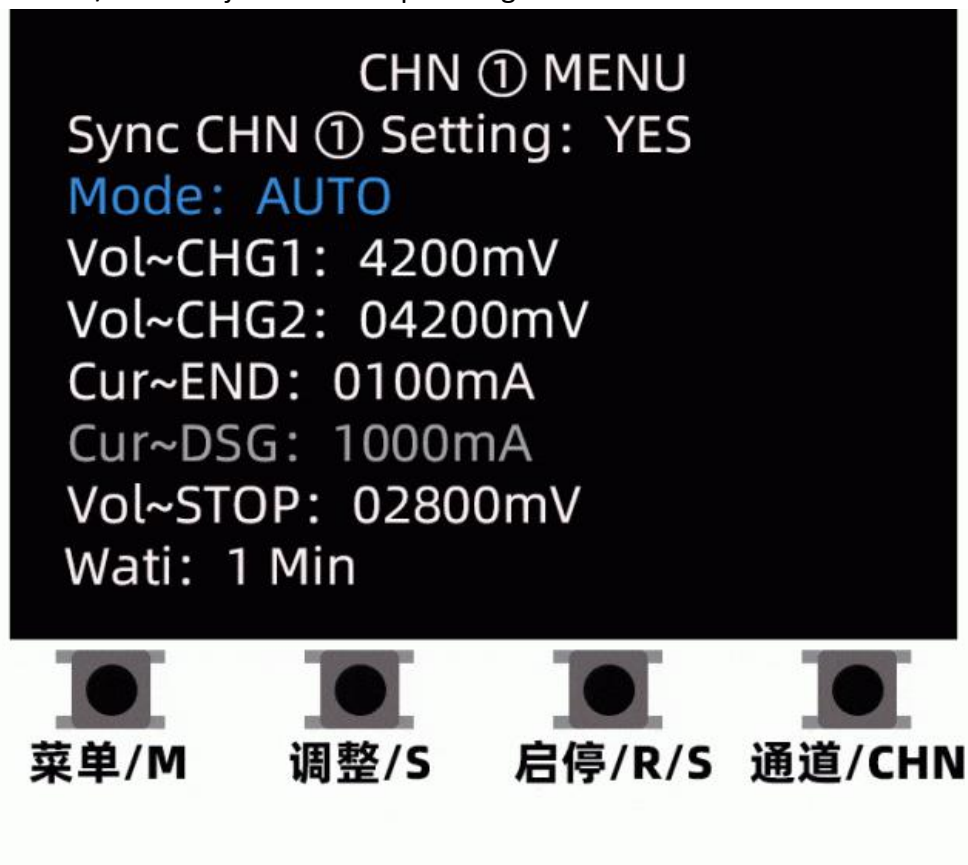 CHN ① MENU
Sync CHN ① Setting： YES
Mode： AUTO
Vol~CHG1： 4200mV
Vol~CHG2： 04200mV
Cur~END： 0100mA
Cur~DSG： 1000mA
Vol~STOP： 02800mV
Wati： 1 Min
菜单/M 调整/S 启停/R/S 通道/CHN